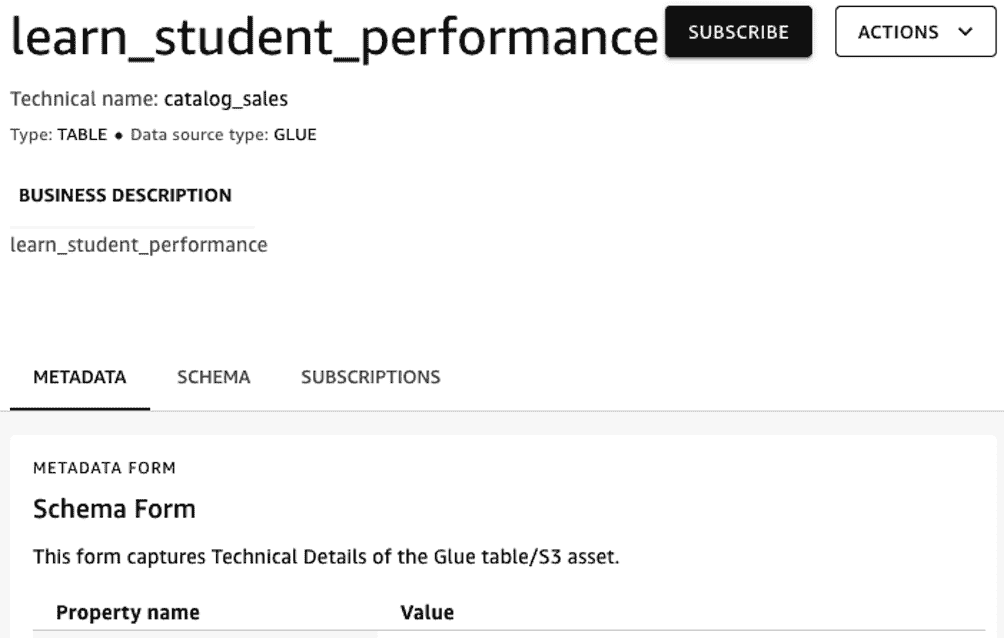 learn_student_performance SUBSCRIBE ACTIONS
Technical name: catalog_sales
Type: TABLE • Data source type: GLUE
BUSINESS DESCRIPTION
learn_student_performance
METADATA SCHEMA SUBSCRIPTIONS
METADATA FORM
Schema Form
This form captures Technical Details of the Glue table/S3 asset.
Property name Value